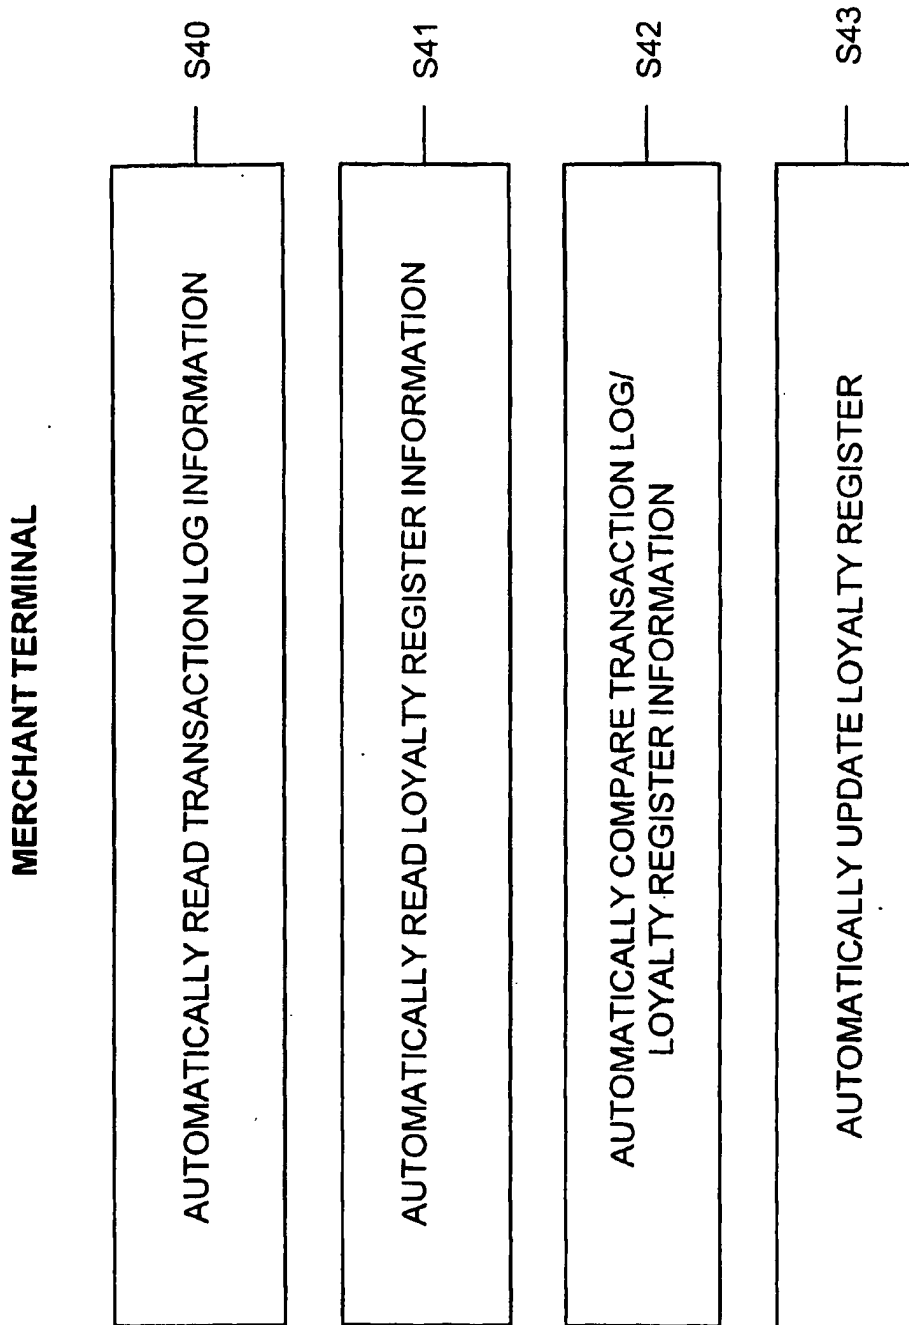 MERCHANT TERMINAL
AUTOMATICALLY READ TRANSACTION LOG INFORMATION
S40
AUTOMATICALLY READ LOYALTY REGISTER INFORMATION
S41
AUTOMATICALLY COMPARE TRANSACTION LOG/
LOYALTY REGISTER INFORMATION
S42
AUTOMATICALLY UPDATE LOYALTY REGISTER
S43